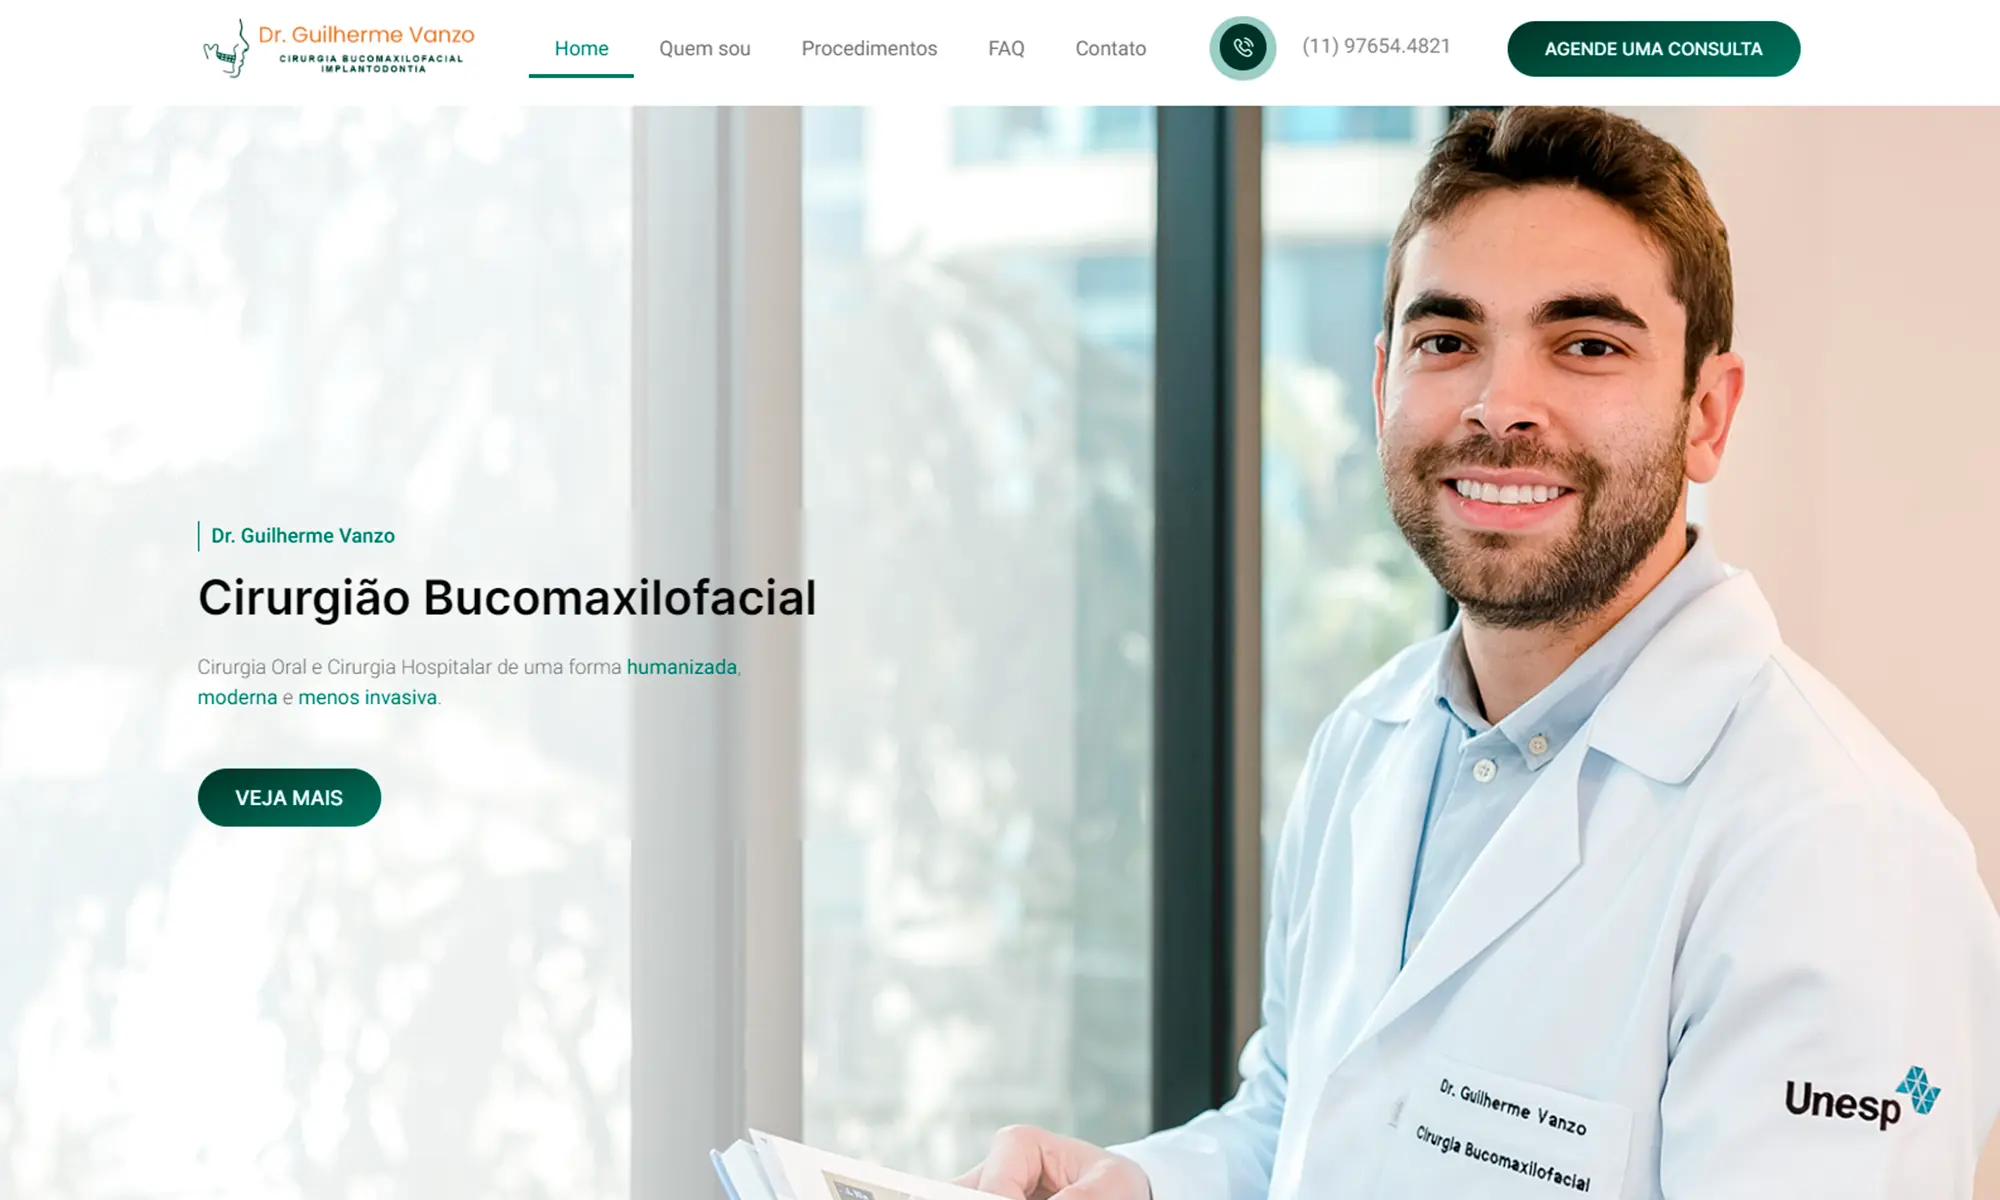 Dr. Guilherme Vanzo
CIRURGIA BUCOMAXILOFACIAL
IMPLANTODONTIA
Home
Quem sou
Procedimentos
FAQ
Contato
(11) 97654.4821
AGENDE UMA CONSULTA
Dr. Guilherme Vanzo
Cirurgião Bucomaxilofacial
Cirurgia Oral e Cirurgia Hospitalar de uma forma humanizada,
moderna e menos invasiva.
VEJA MAIS
Dr. Guilherme Vanzo
Cirurgia Bucomaxilofacial
Unesp